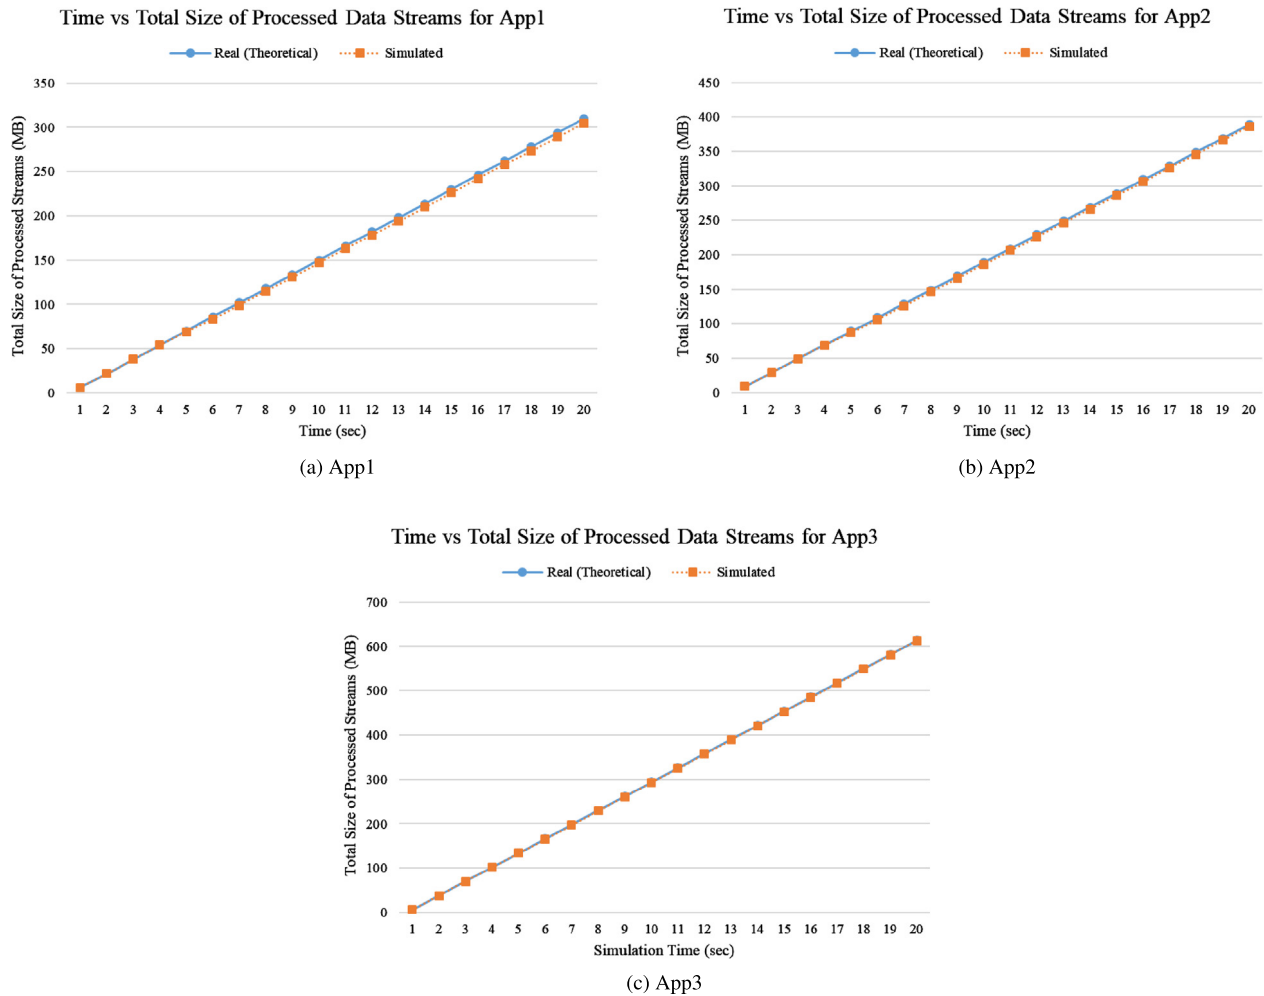 Time vs Total Size of Processed Data Streams for App1
Real (Theoretical) Simulated
Total Size of Processed Streams (MB)
350
300
250
200
150
100
50
0
1 2 3 4 5 6 7 8 9 10 11 12 13 14 15 16 17 18 19 20
Time (sec)
(a) App1
Time vs Total Size of Processed Data Streams for App2
Real (Theoretical) Simulated
Total Size of Processed Streams (MB)
450
400
350
300
250
200
150
100
50
0
1 2 3 4 5 6 7 8 9 10 11 12 13 14 15 16 17 18 19 20
Time (sec)
(b) App2
Time vs Total Size of Processed Data Streams for App3
Real (Theoretical) Simulated
Total Size of Processed Streams (MB)
700
600
500
400
300
200
100
0
1 2 3 4 5 6 7 8 9 10 11 12 13 14 15 16 17 18 19 20
Simulation Time (sec)
(c) App3